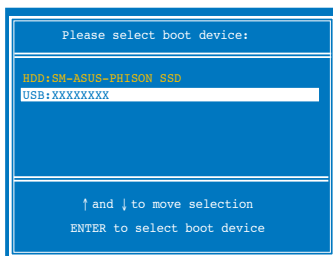 Please select boot device:
HDD:SM-ASUS-PHISON SSD
USB:XXXXXXXX
↑ and ↓ to move selection
ENTER to select boot device